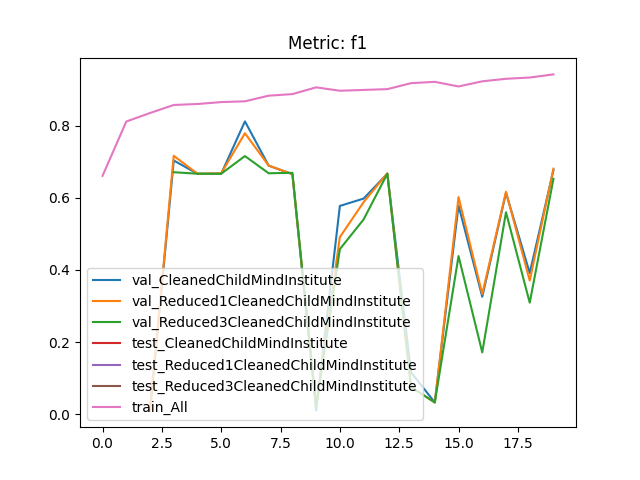 Metric: f1
0.8
0.6
0.4
0.2
0.0
val_CleanedChildMindInstitute
val_Reduced1CleanedChildMindInstitute
val_Reduced3CleanedChildMindInstitute
test_CleanedChildMindInstitute
test_Reduced1CleanedChildMindInstitute
test_Reduced3CleanedChildMindInstitute
train_All
0.0 2.5 5.0 7.5 10.0 12.5 15.0 17.5